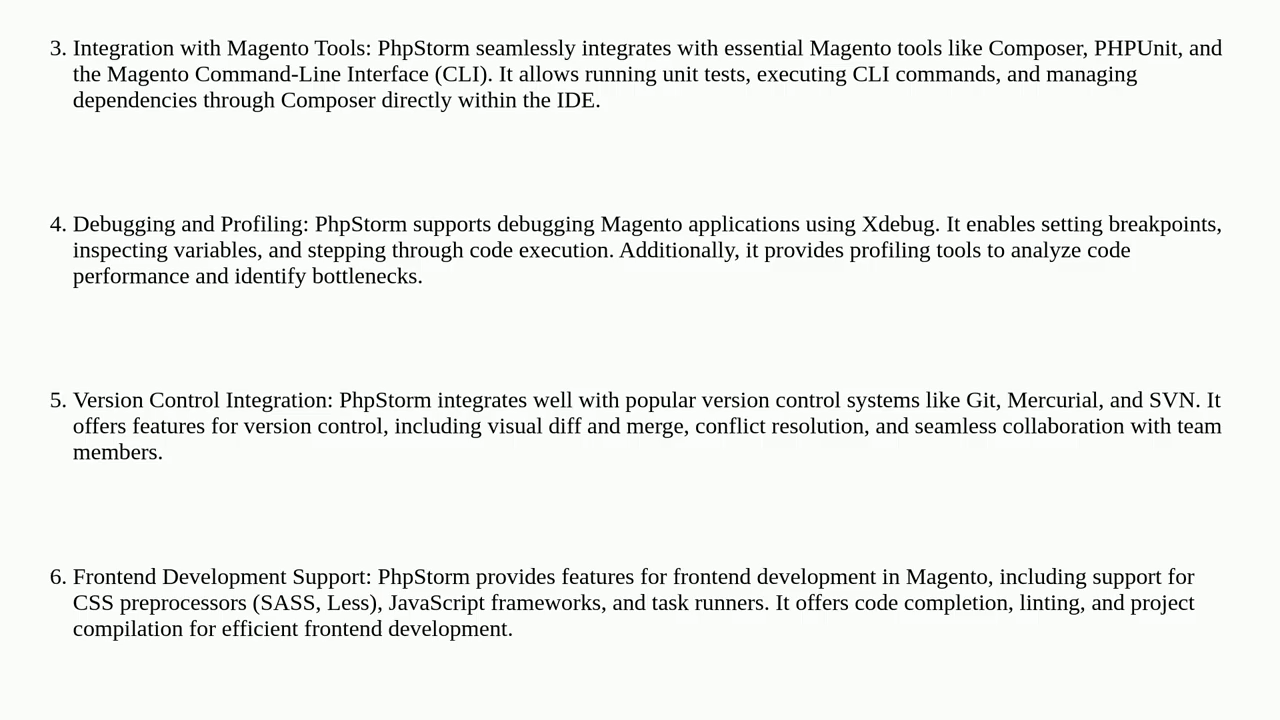 3. Integration with Magento Tools: PhpStorm seamlessly integrates with essential Magento tools like Composer, PHPUnit, and
the Magento Command-Line Interface (CLI). It allows running unit tests, executing CLI commands, and managing
dependencies through Composer directly within the IDE.
4. Debugging and Profiling: PhpStorm supports debugging Magento applications using Xdebug. It enables setting breakpoints,
inspecting variables, and stepping through code execution. Additionally, it provides profiling tools to analyze code
performance and identify bottlenecks.
5. Version Control Integration: PhpStorm integrates well with popular version control systems like Git, Mercurial, and SVN. It
offers features for version control, including visual diff and merge, conflict resolution, and seamless collaboration with team
members.
6. Frontend Development Support: PhpStorm provides features for frontend development in Magento, including support for
CSS preprocessors (SASS, Less), JavaScript frameworks, and task runners. It offers code completion, linting, and project
compilation for efficient frontend development.